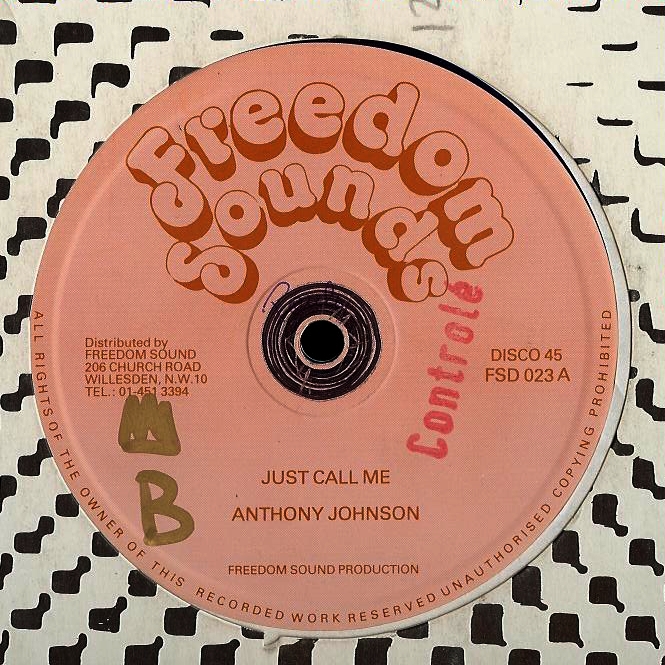 12
Freedom
Sounds
Controlé
Distributed by
FREEDOM SOUND
206 CHURCH ROAD
WILLESDEN, N.W.10
TEL.: 01-451 3394
DISCO 45
FSD 023 A
B
JUST CALL ME
ANTHONY JOHNSON
FREEDOM SOUND PRODUCTION
ALL RIGHTS OF THE OWNER OF THIS RECORDED WORK RESERVED UNAUTHORISED COPYING PROHIBITED